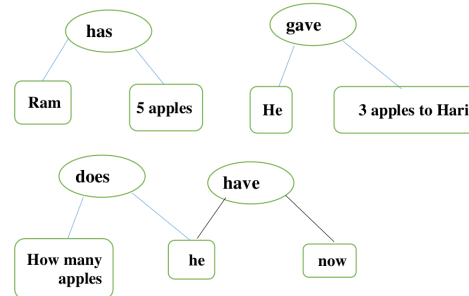 has
gave
Ram
5 apples
He
3 apples to Hari
does
have
How many
apples
he
now